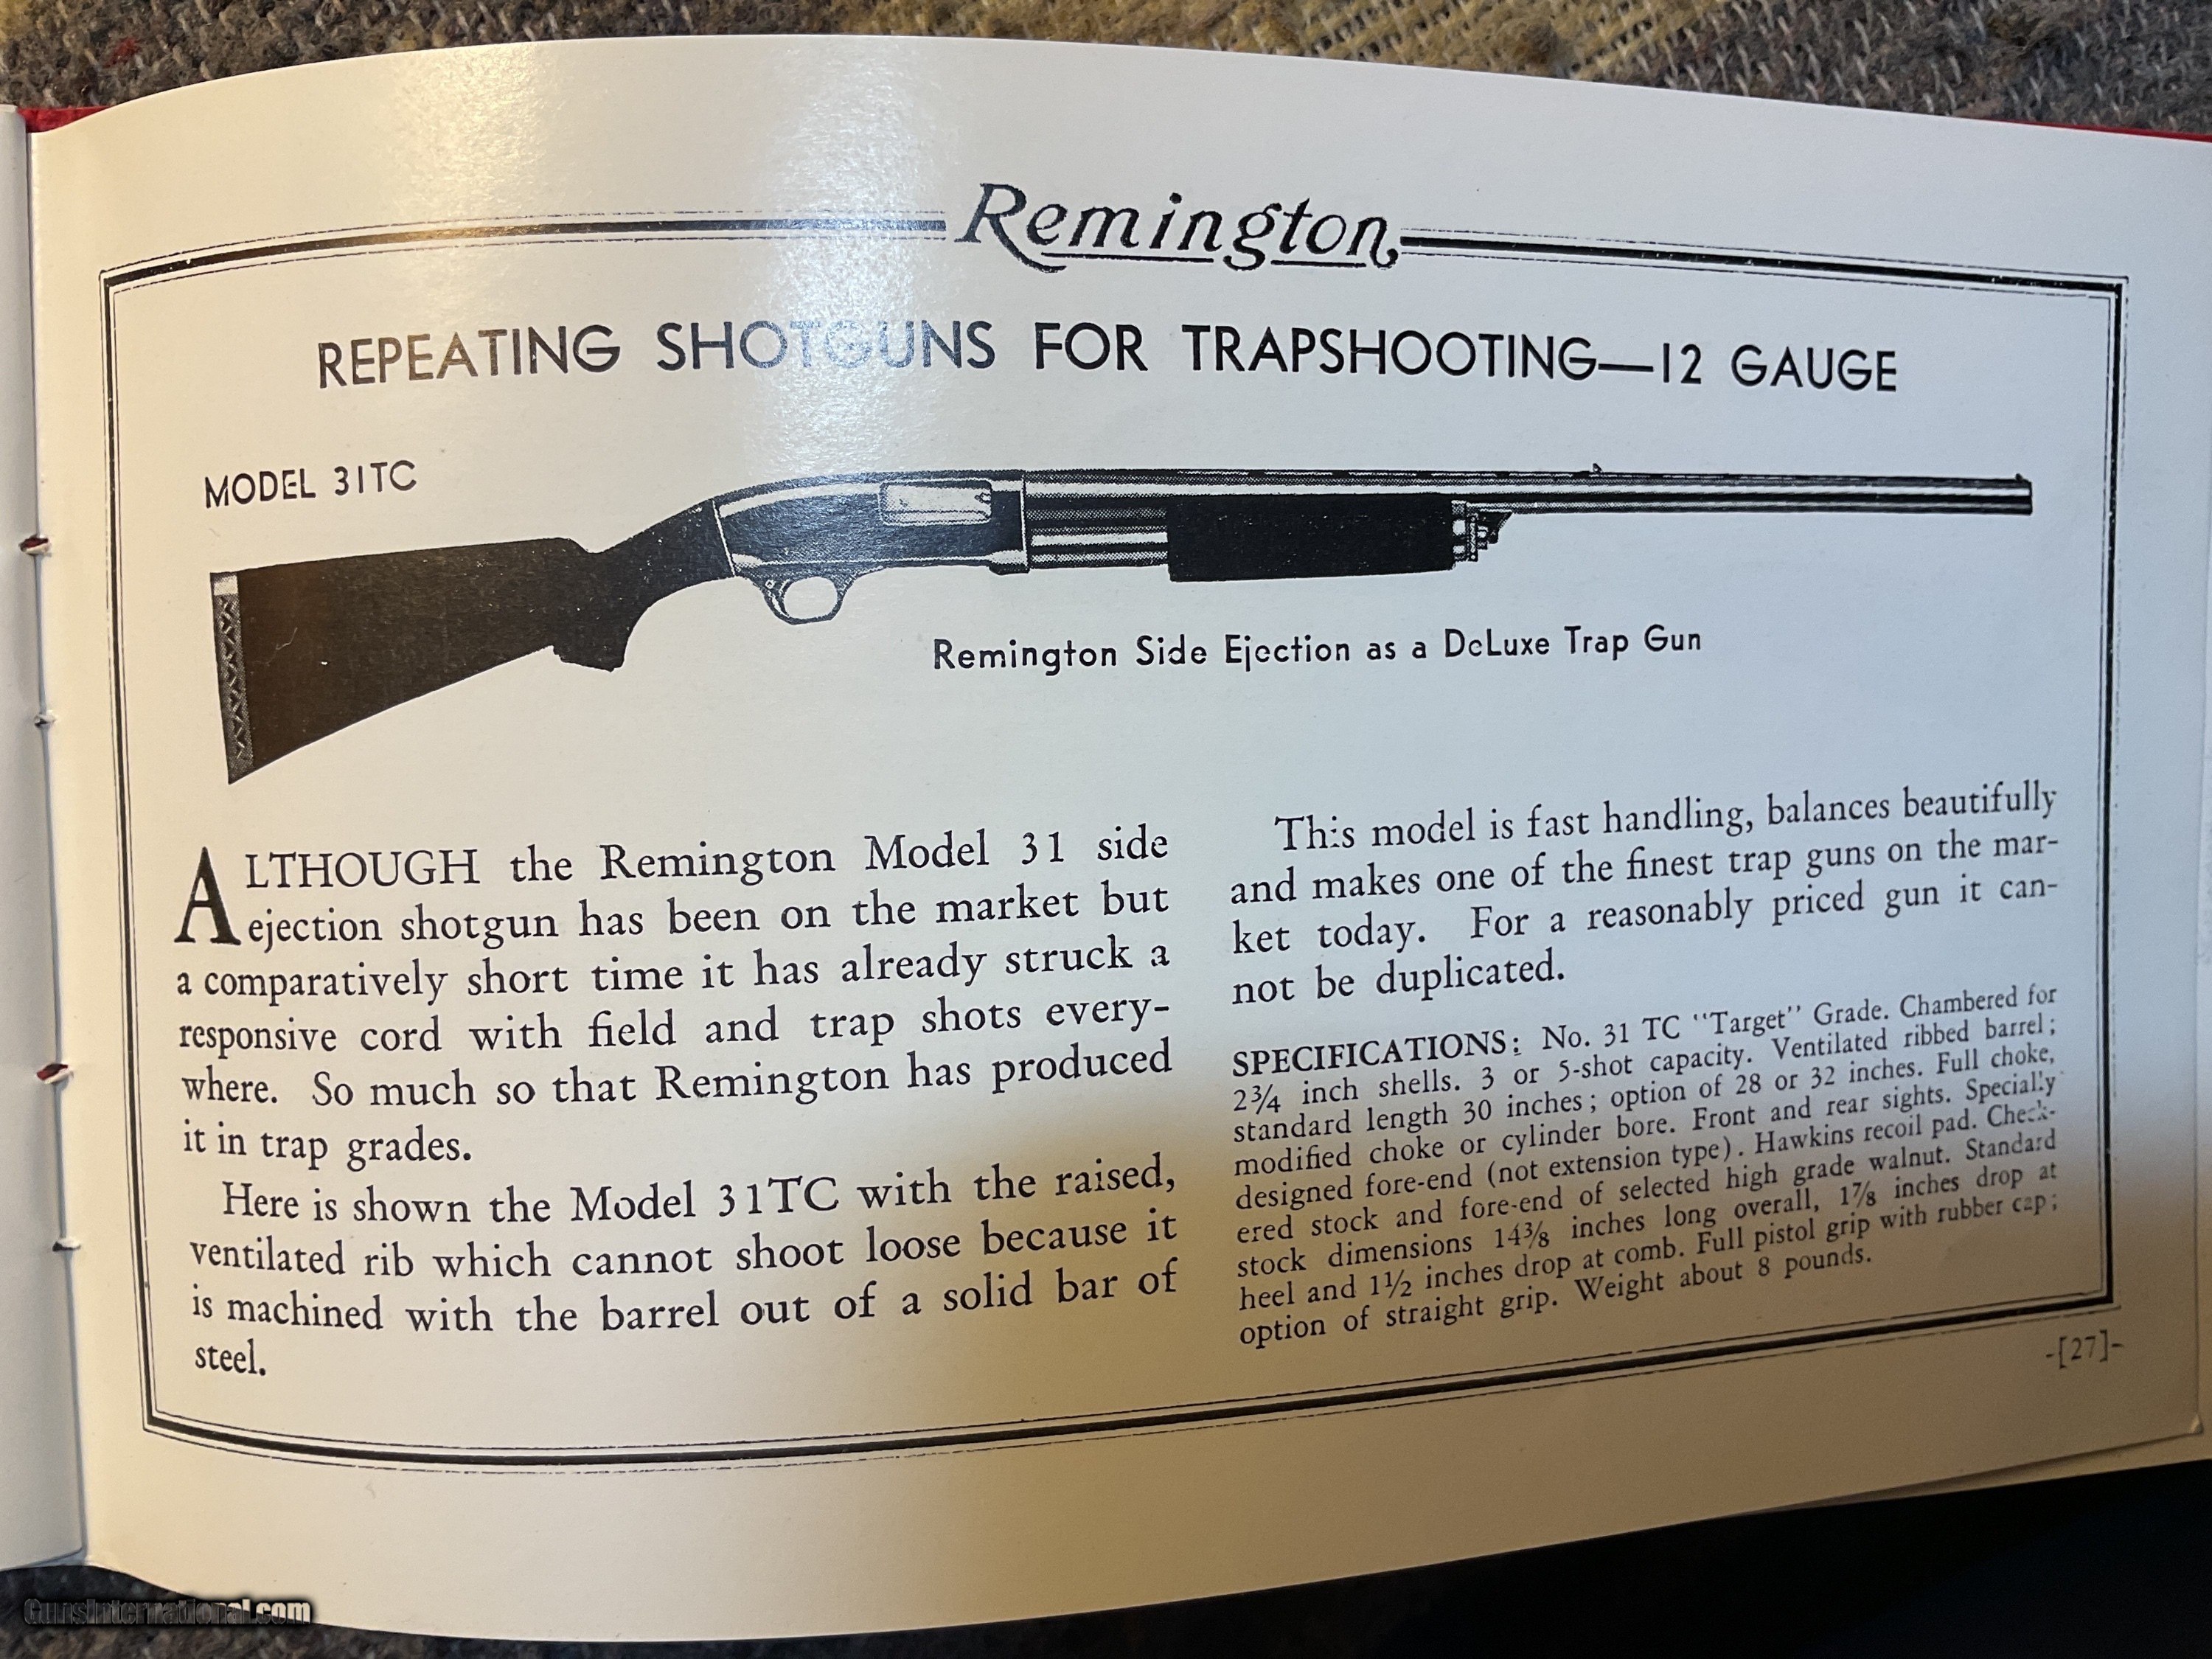 Remington
REPEATING SHOTGUNS FOR TRAPSHOOTING—12 GAUGE
MODEL 31TC
Remington Side Ejection as a DeLuxe Trap Gun
ALTHOUGH the Remington Model 31 side
ejection shotgun has been on the market but
a comparatively short time it has already struck a
responsive cord with field and trap shots every-
where. So much so that Remington has produced
it in trap grades.
Here is shown the Model 31TC with the raised,
ventilated rib which cannot shoot loose because it
is machined with the barrel out of a solid bar of
steel.
This model is fast handling, balances beautifully
and makes one of the finest trap guns on the mar-
ket today. For a reasonably priced gun it can-
not be duplicated.
SPECIFICATIONS: No. 31 TC "Target" Grade. Chambered for
2¾ inch shells. 3 or 5-shot capacity. Ventilated ribbed barrel;
standard length 30 inches; option of 28 or 32 inches. Full choke,
modified choke or cylinder bore. Front and rear sights. Specially
designed fore-end (not extension type). Hawkins recoil pad. Check-
ered stock and fore-end of selected high grade walnut. Standard
stock dimensions 14⅜ inches long overall, 1⅞ inches drop at
heel and 1½ inches drop at comb. Full pistol grip with rubber cap;
option of straight grip. Weight about 8 pounds.
-[27]-
GunsInternational.com